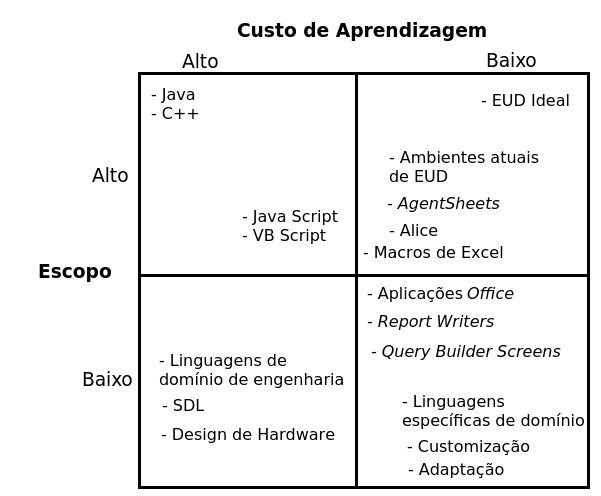 Custo de Aprendizagem
Alto
Baixo
Alto
- Java
- C++
- Java Script
- VB Script
- EUD Ideal
- Ambientes atuais
de EUD
- AgentSheets
- Alice
- Macros de Excel
Escopo
Baixo
- Linguagens de
domínio de engenharia
- SDL
- Design de Hardware
- Aplicações Office
- Report Writers
- Query Builder Screens
- Linguagens
específicas de domínio
- Customização
- Adaptação